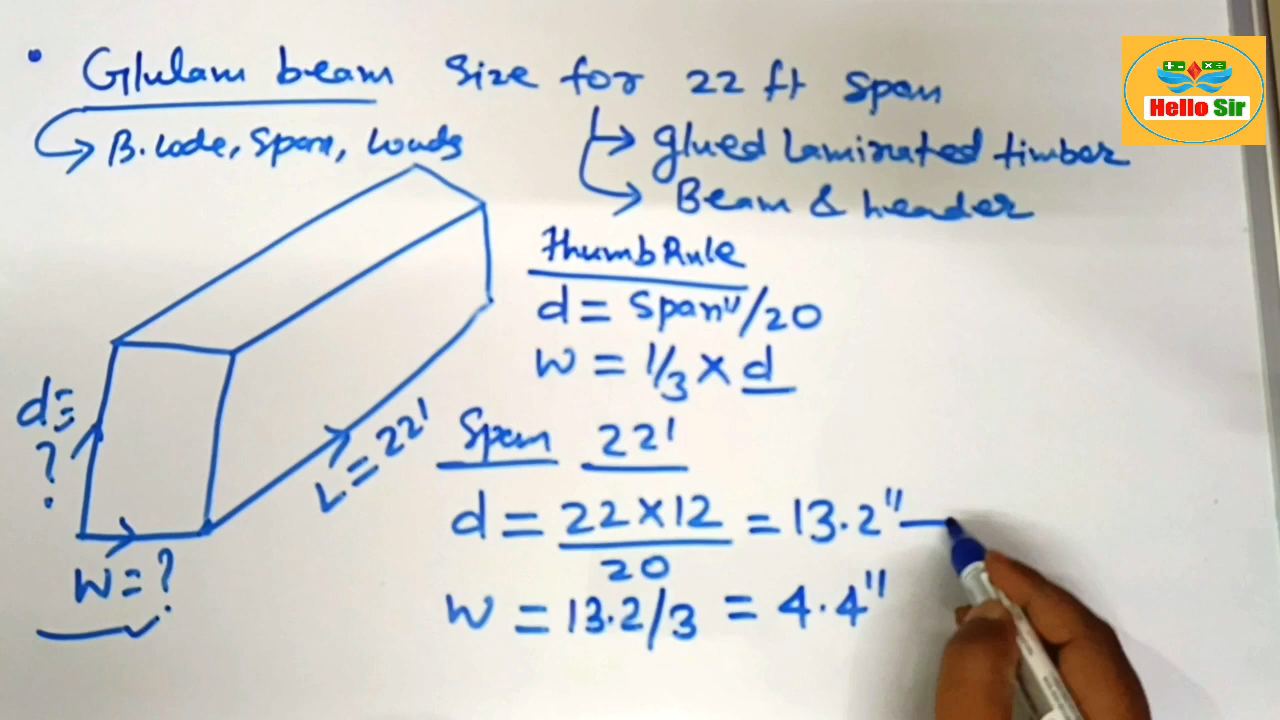 • Glulam beam size for 22 ft span
→ B. Code, Span, Loads
→ glued Laminated timber
→ Beam & header
Thumb Rule
d = Span"/20
W = 1/3 × d
d = ?
W = ?
L = 22'
Span 22'
d = 22×12 / 20 = 13.2" —
W = 13.2/3 = 4.4"
+ - × ÷
Hello Sir